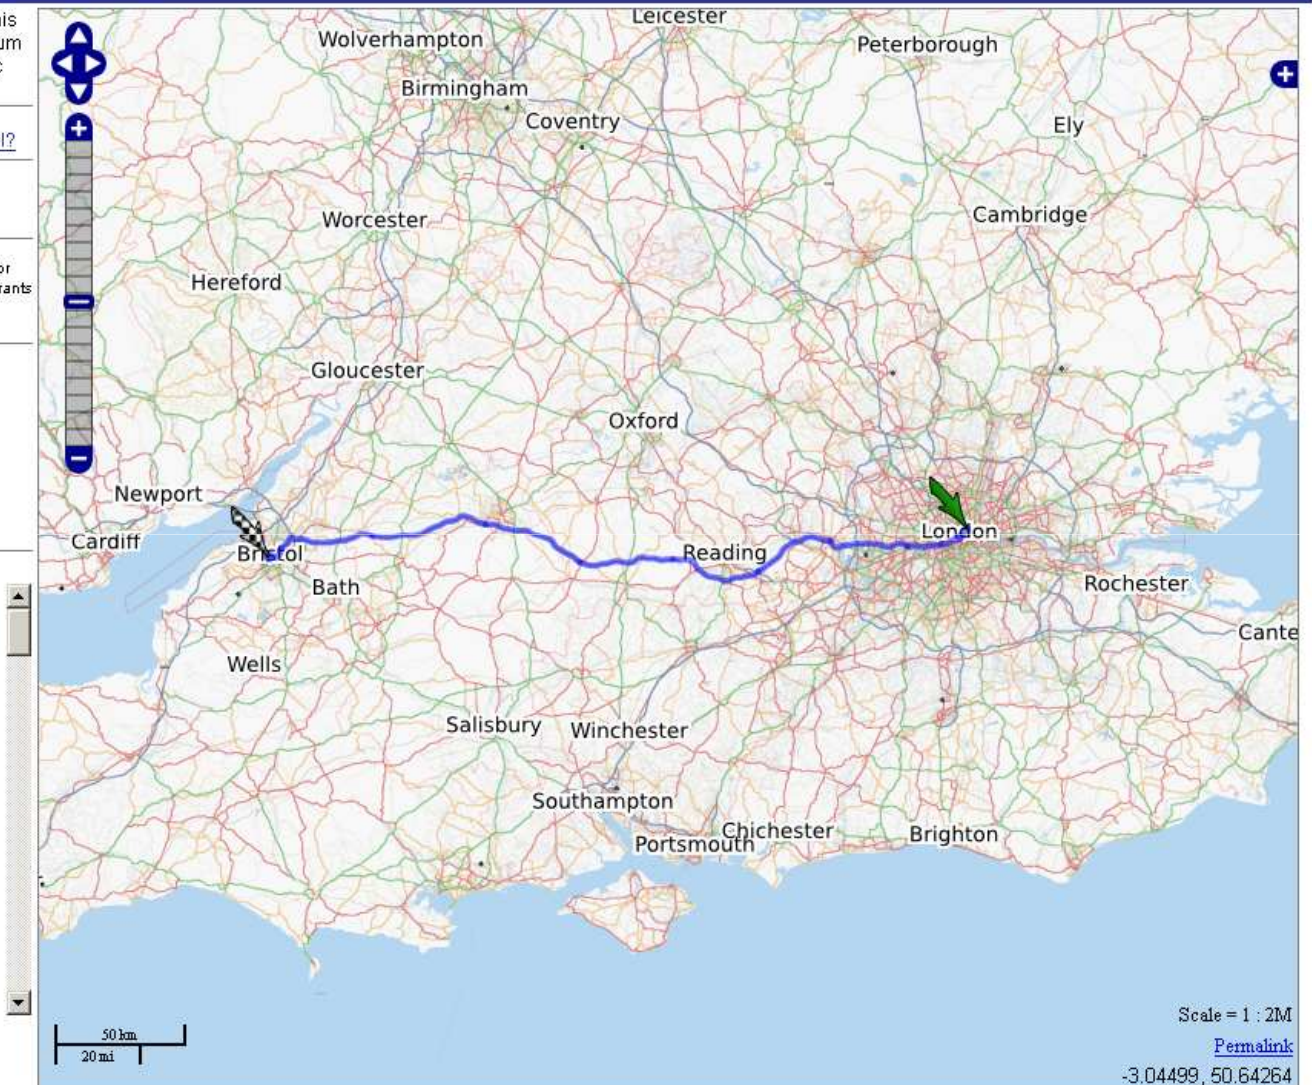 Leicester
Wolverhampton
Peterborough
Birmingham
Coventry
Ely
l?
Worcester
Cambridge
Hereford
Gloucester
Oxford
Newport
London
Cardiff
Bristol
Reading
Bath
Rochester
Cante
Wells
Salisbury
Winchester
Southampton
Chichester
Portsmouth
Brighton
50 km
20 mi
Scale = 1 : 2M
Permalink
-3.04499, 50.64264